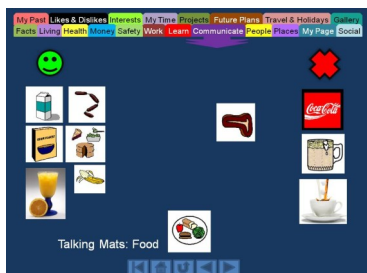 My Past Likes & Dislikes Interests My Time Projects Future Plans Travel & Holidays Gallery
Facts Living Health Money Safety Work Learn Communicate People Places My Page Social
Coca-Cola
Talking Mats: Food